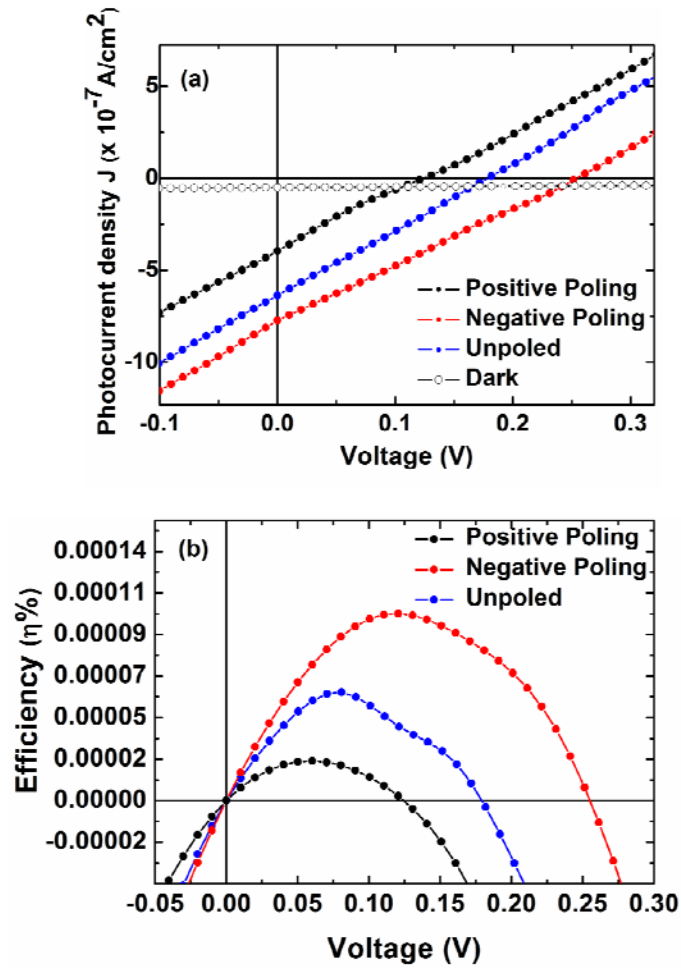 (a)
Photocurrent density J (x 10⁻⁷ A/cm²)
5
0
-5
-10
Positive Poling
Negative Poling
Unpoled
Dark
-0.1 0.0 0.1 0.2 0.3
Voltage (V)
(b)
Efficiency (η%)
0.00014
0.00011
0.00009
0.00007
0.00005
0.00002
0.00000
-0.00002
Positive Poling
Negative Poling
Unpoled
-0.05 0.00 0.05 0.10 0.15 0.20 0.25 0.30
Voltage (V)